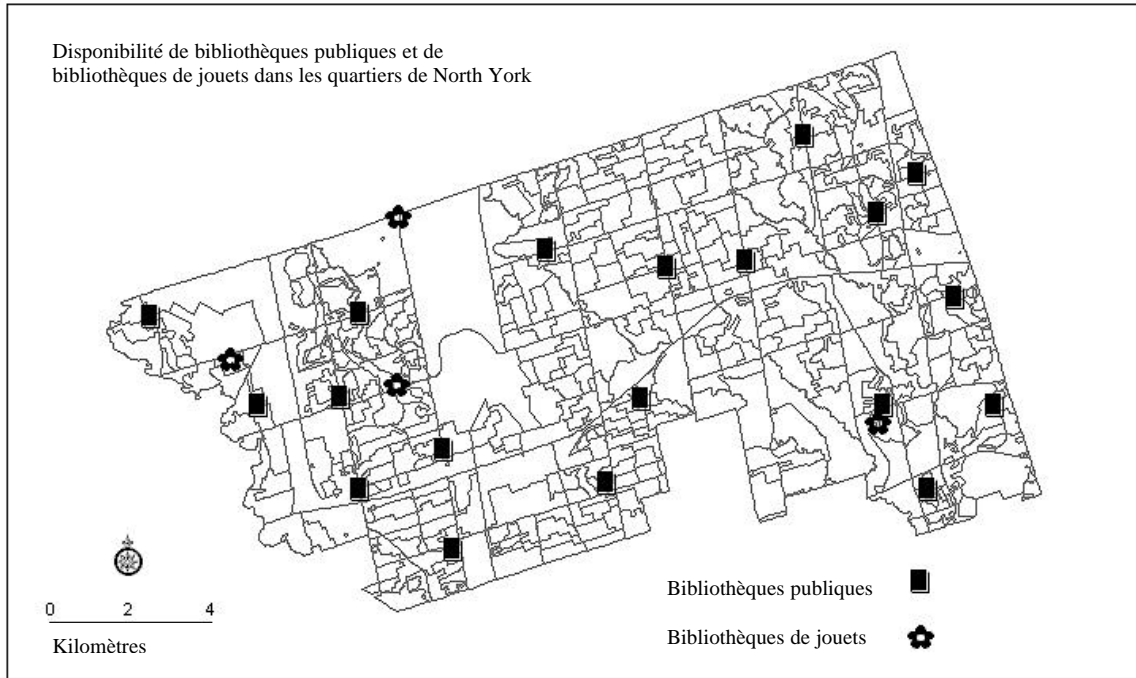 Disponibilité de bibliothèques publiques et de
bibliothèques de jouets dans les quartiers de North York
Bibliothèques publiques
0 2 4
Bibliothèques de jouets
Kilomètres